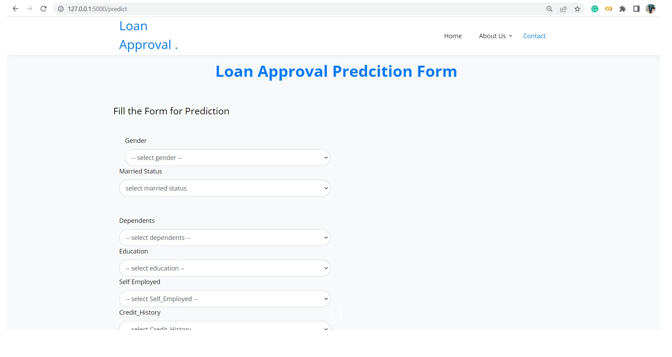 127.0.0.1:5000/predict
Loan
Approval .
Home About Us Contact
Loan Approval Predcition Form
Fill the Form for Prediction
Gender
-- select gender --
Married Status
select married status
Dependents
-- select dependents --
Education
-- select education --
Self Employed
-- select Self_Employed --
Credit_History
-- select Credit_History